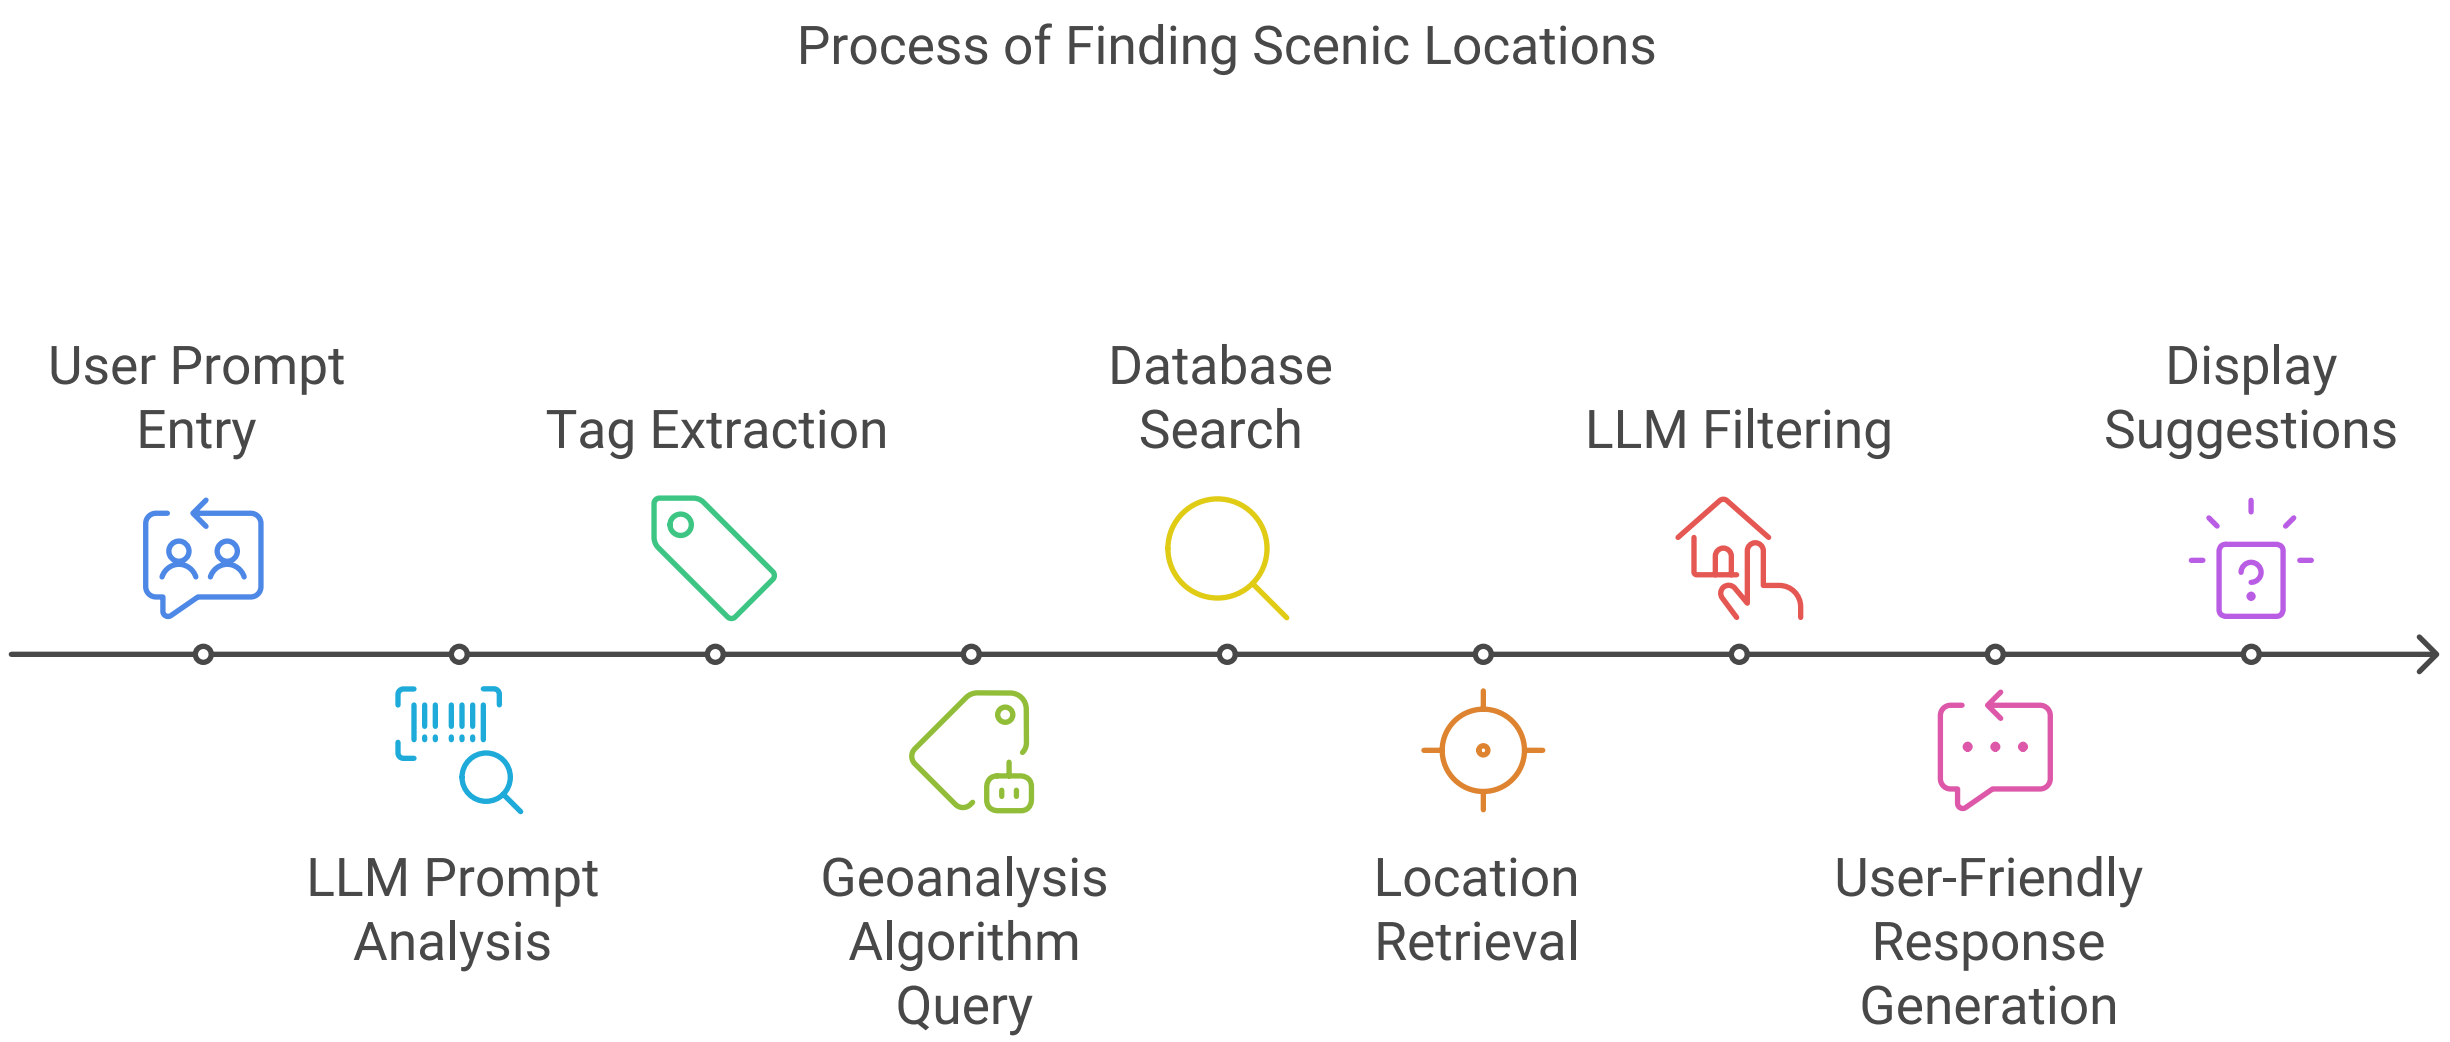 Process of Finding Scenic Locations
User Prompt
Entry
LLM Prompt
Analysis
Tag Extraction
Geoanalysis
Algorithm
Query
Database
Search
Location
Retrieval
LLM Filtering
User-Friendly
Response
Generation
Display
Suggestions
?